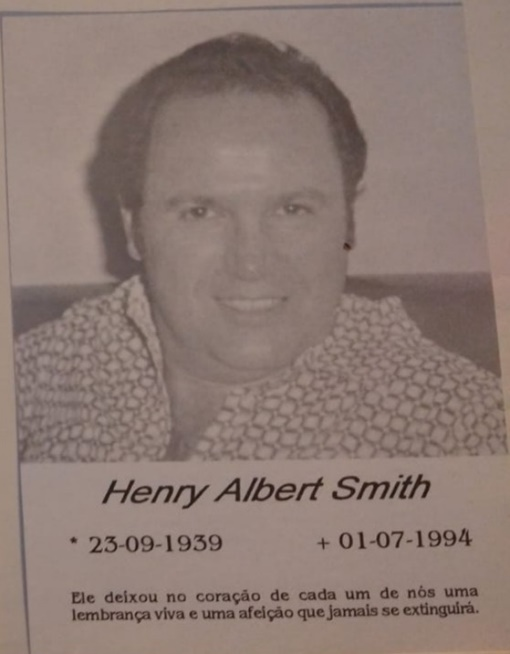 Henry Albert Smith
* 23-09-1939 + 01-07-1994
Ele deixou no coração de cada um de nós uma
lembrança viva e uma afeição que jamais se extinguirá.